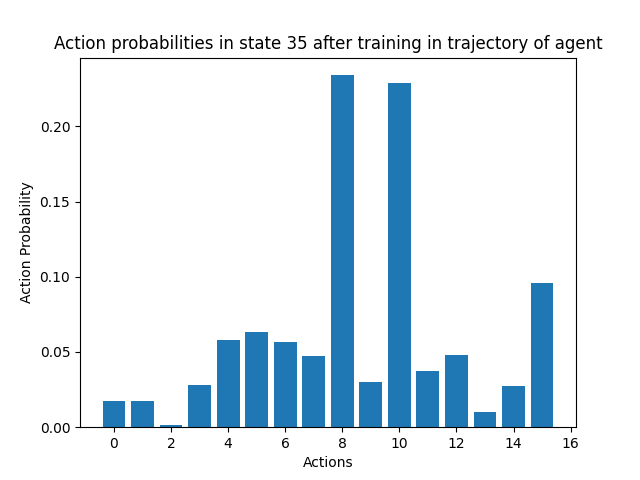 Action probabilities in state 35 after training in trajectory of agent
Action Probability
0.20
0.15
0.10
0.05
0.00
0 2 4 6 8 10 12 14 16
Actions